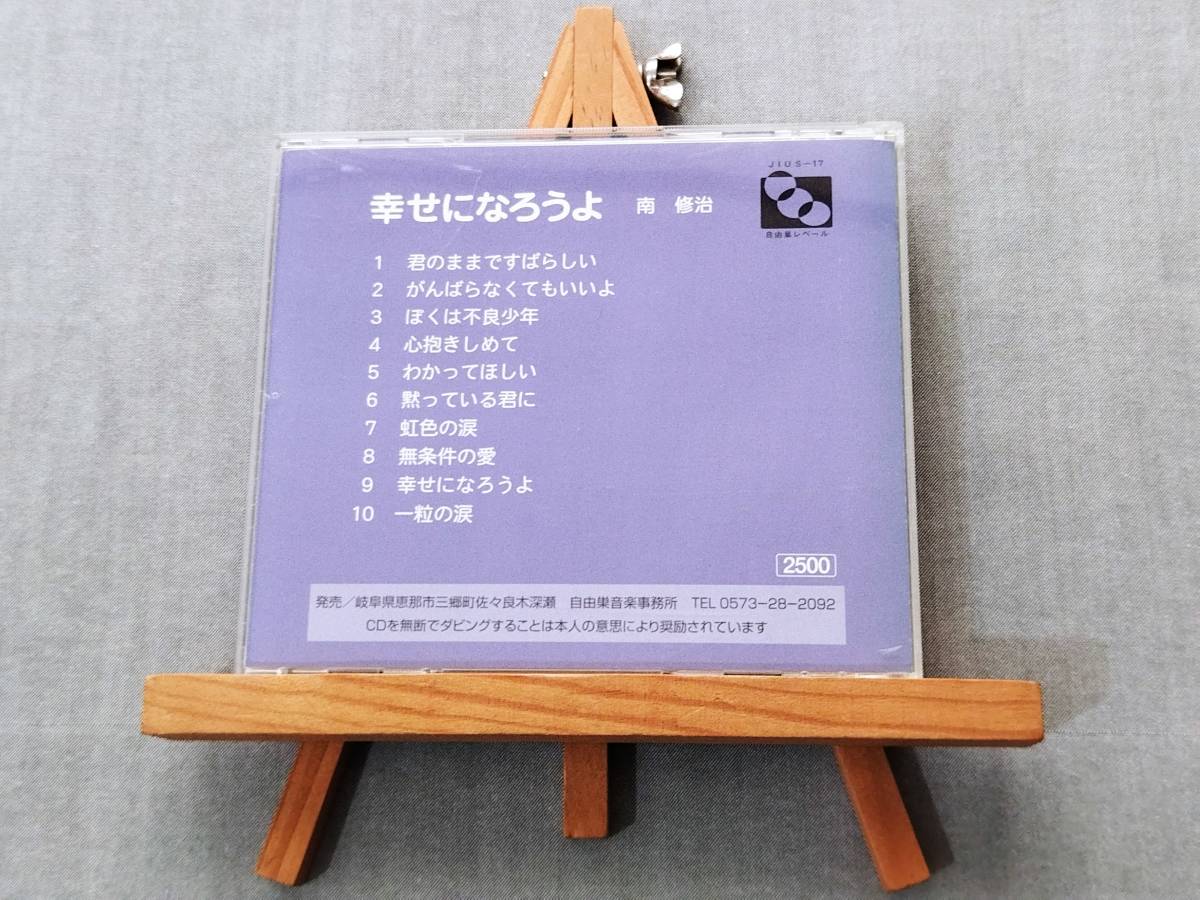 JIUS-17
幸せになろうよ 南 修治
自由巣レーベル
1 君のままですばらしい
2 がんばらなくてもいいよ
3 ぼくは不良少年
4 心抱きしめて
5 わかってほしい
6 黙っている君に
7 虹色の涙
8 無条件の愛
9 幸せになろうよ
10 一粒の涙
2500
発売/岐阜県恵那市三郷町佐々良木深瀬 自由巣音楽事務所 TEL 0573-28-2092
CDを無断でダビングすることは本人の意思により奨励されています